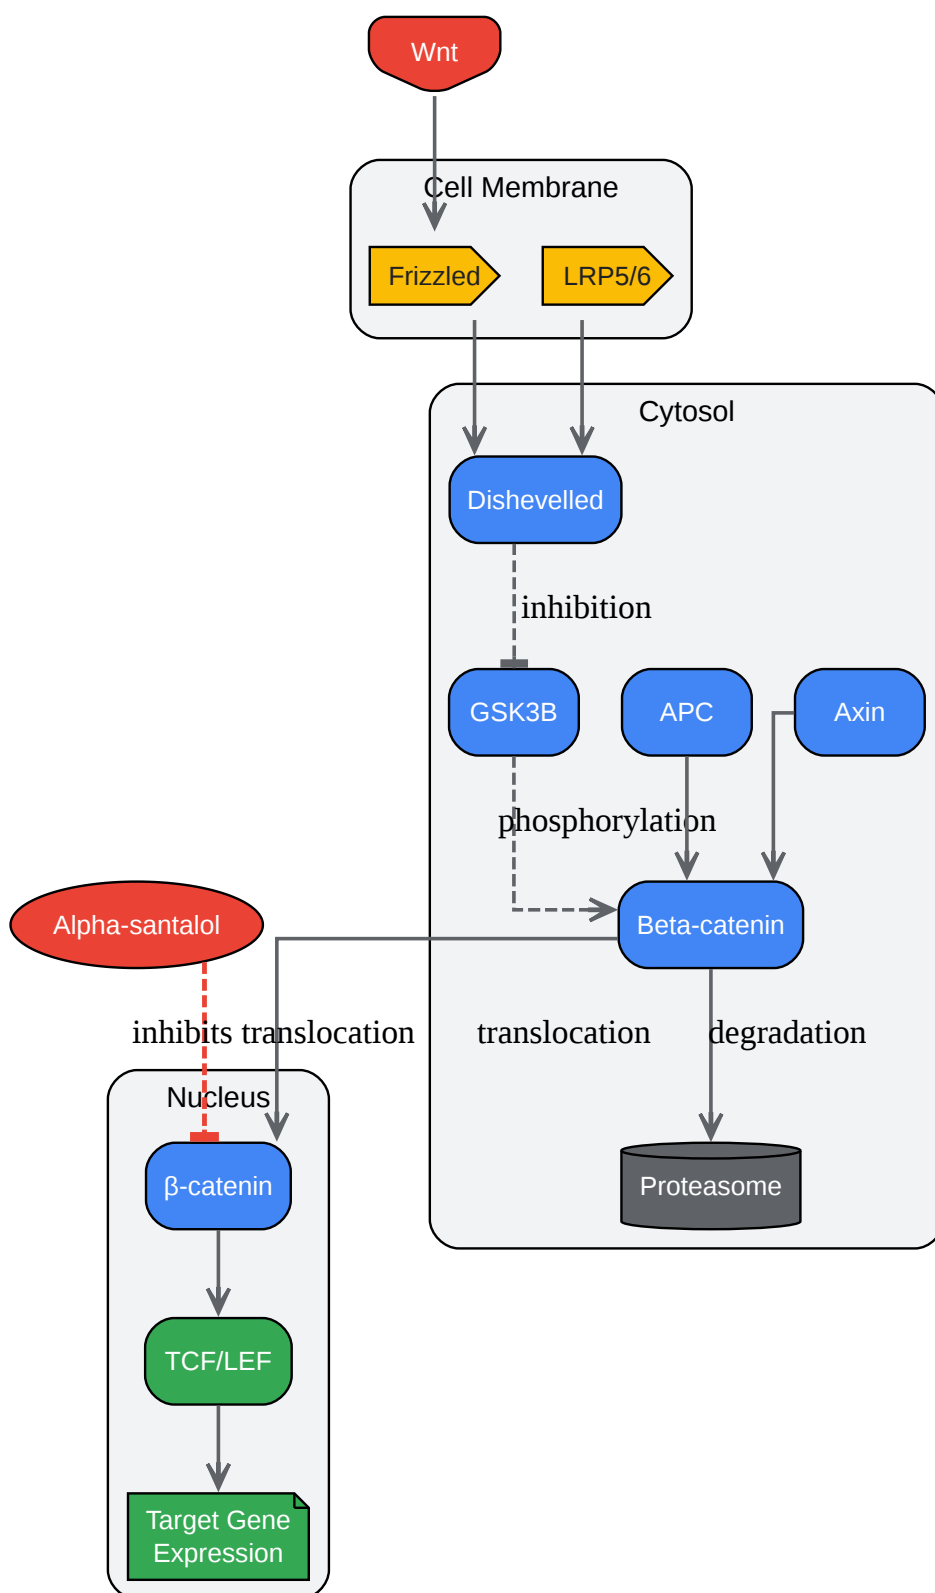 Wnt
Cell Membrane
Frizzled
LRP5/6
Cytosol
Dishevelled
inhibition
GSK3B
APC
Axin
phosphorylation
Alpha-santalol
Beta-catenin
inhibits translocation
translocation
degradation
Nucleus
β-catenin
Proteasome
TCF/LEF
Target Gene
Expression